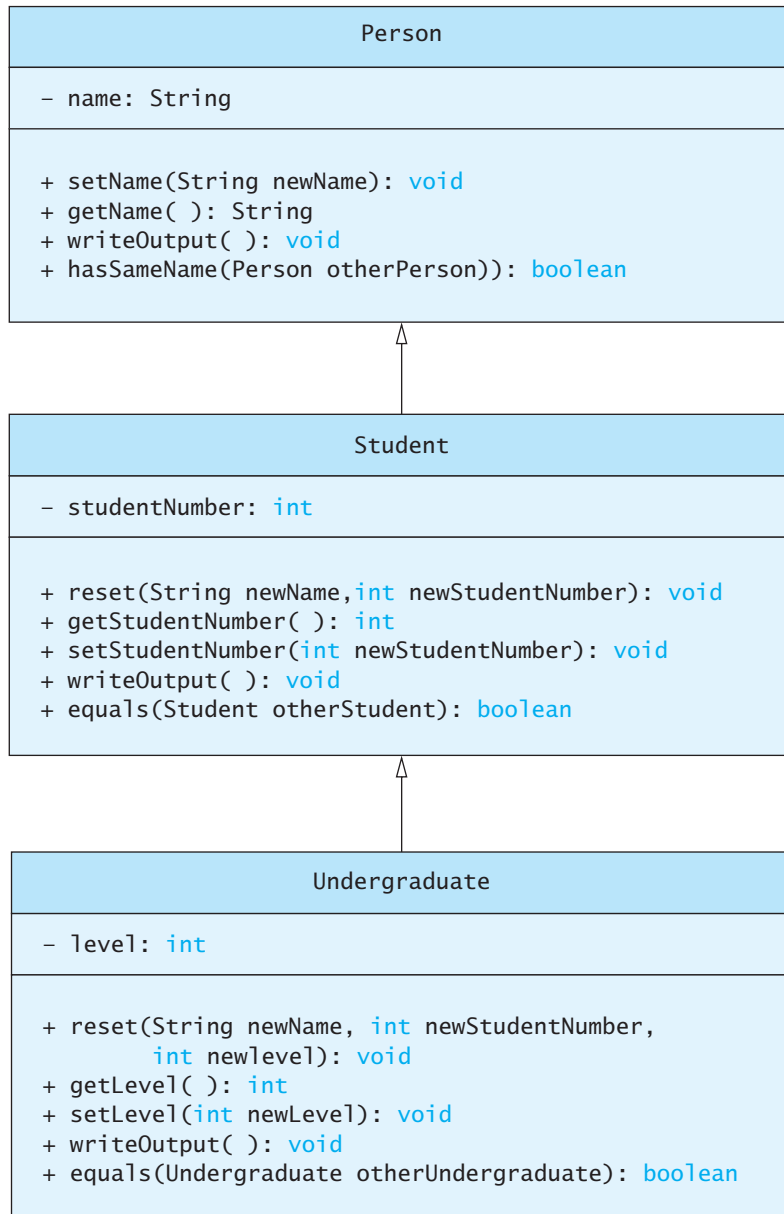 Person
– name: String
+ setName(String newName): void
+ getName( ): String
+ writeOutput( ): void
+ hasSameName(Person otherPerson)): boolean
Student
– studentNumber: int
+ reset(String newName,int newStudentNumber): void
+ getStudentNumber( ): int
+ setStudentNumber(int newStudentNumber): void
+ writeOutput( ): void
+ equals(Student otherStudent): boolean
Undergraduate
– level: int
+ reset(String newName, int newStudentNumber,
int newlevel): void
+ getLevel( ): int
+ setLevel(int newLevel): void
+ writeOutput( ): void
+ equals(Undergraduate otherUndergraduate): boolean